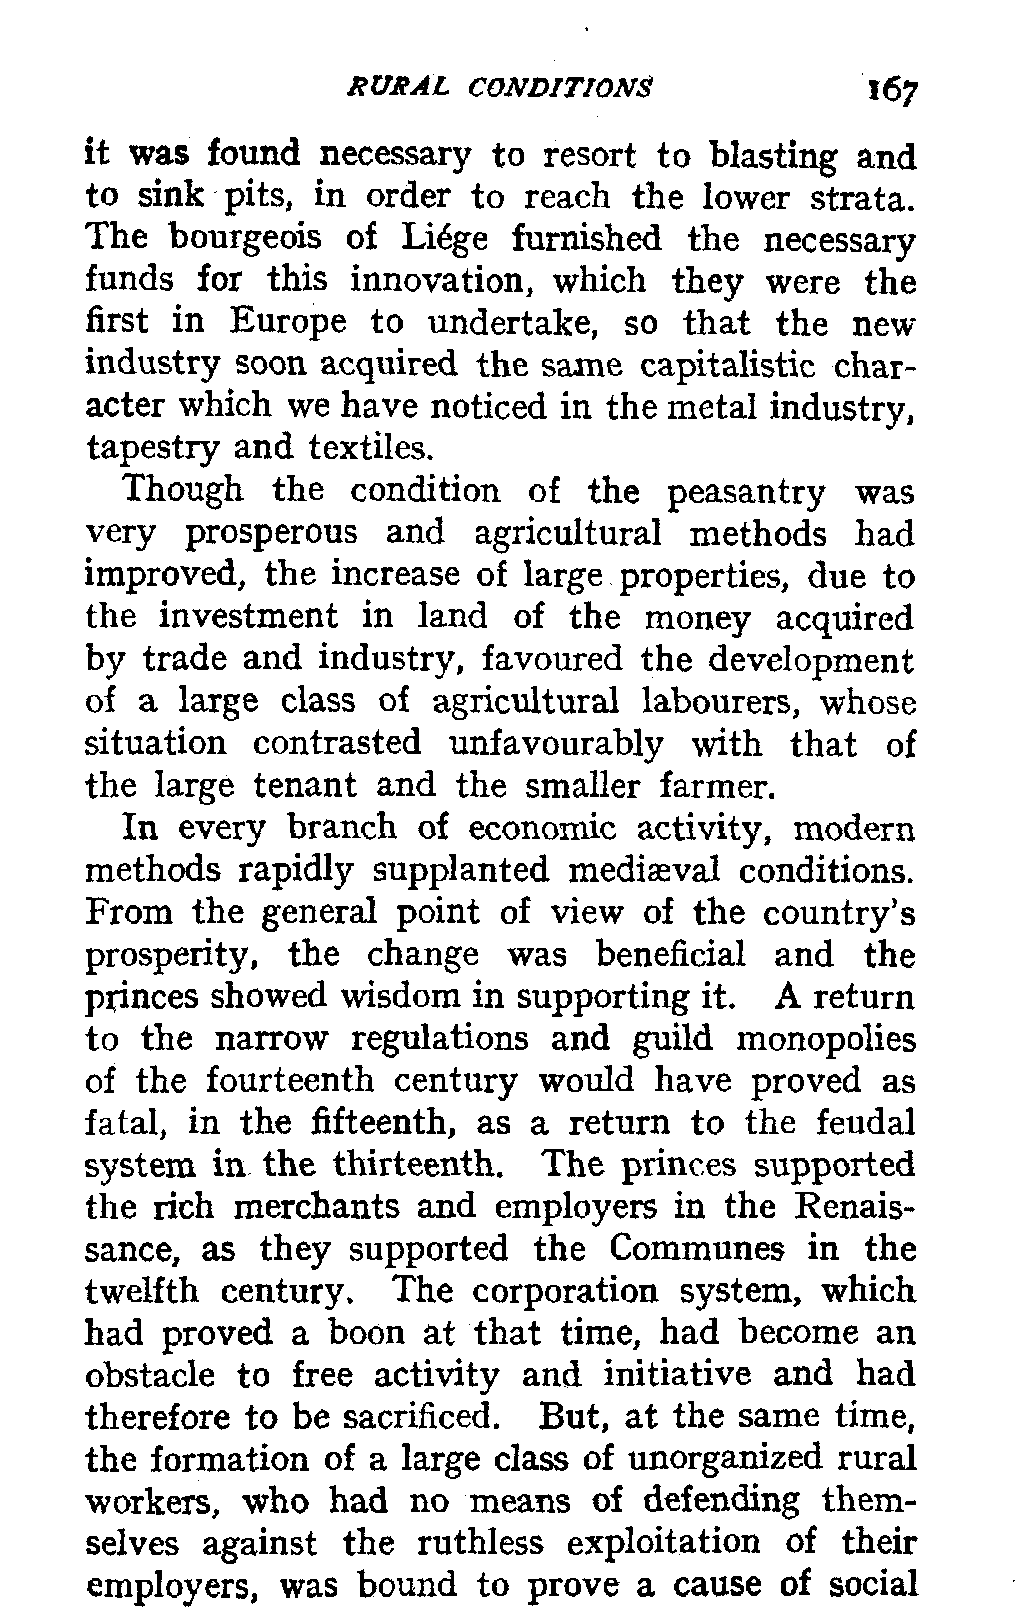 RURAL CONDITIONS 167
it was found necessary to resort to blasting and
to sink pits, in order to reach the lower strata.
The bourgeois of Liége furnished the necessary
funds for this innovation, which they were the
first in Europe to undertake, so that the new
industry soon acquired the same capitalistic char-
acter which we have noticed in the metal industry,
tapestry and textiles.
Though the condition of the peasantry was
very prosperous and agricultural methods had
improved, the increase of large properties, due to
the investment in land of the money acquired
by trade and industry, favoured the development
of a large class of agricultural labourers, whose
situation contrasted unfavourably with that of
the large tenant and the smaller farmer.
In every branch of economic activity, modern
methods rapidly supplanted mediæval conditions.
From the general point of view of the country's
prosperity, the change was beneficial and the
princes showed wisdom in supporting it. A return
to the narrow regulations and guild monopolies
of the fourteenth century would have proved as
fatal, in the fifteenth, as a return to the feudal
system in the thirteenth. The princes supported
the rich merchants and employers in the Renais-
sance, as they supported the Communes in the
twelfth century. The corporation system, which
had proved a boon at that time, had become an
obstacle to free activity and initiative and had
therefore to be sacrificed. But, at the same time,
the formation of a large class of unorganized rural
workers, who had no means of defending them-
selves against the ruthless exploitation of their
employers, was bound to prove a cause of social